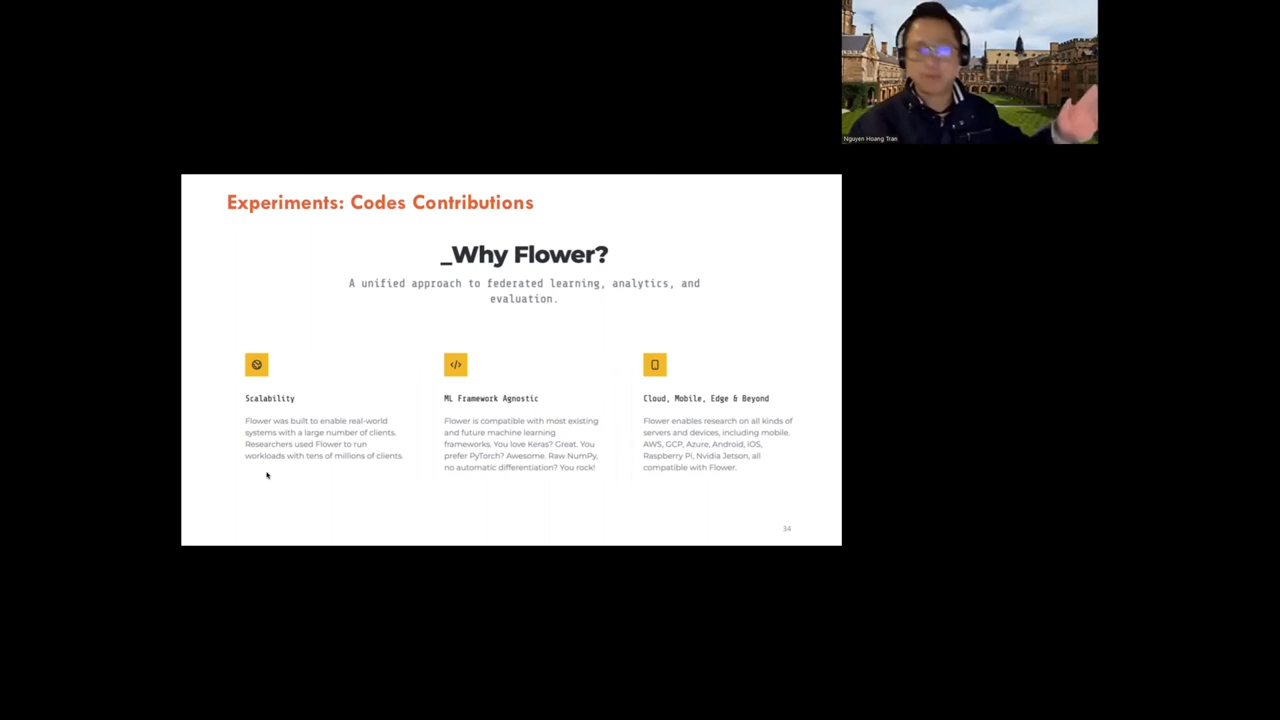 Nguyen Hoang Tran
Experiments: Codes Contributions
_Why Flower?
A unified approach to federated learning, analytics, and
evaluation.
Scalability
Flower was built to enable real-world
systems with a large number of clients.
Researchers used Flower to run
workloads with tens of millions of clients.
</>
ML Framework Agnostic
Flower is compatible with most existing
and future machine learning
frameworks. You love Keras? Great. You
prefer PyTorch? Awesome. Raw NumPy,
no automatic differentiation? You rock!
Cloud, Mobile, Edge & Beyond
Flower enables research on all kinds of
servers and devices, including mobile.
AWS, GCP, Azure, Android, iOS,
Raspberry Pi, Nvidia Jetson, all
compatible with Flower.
34